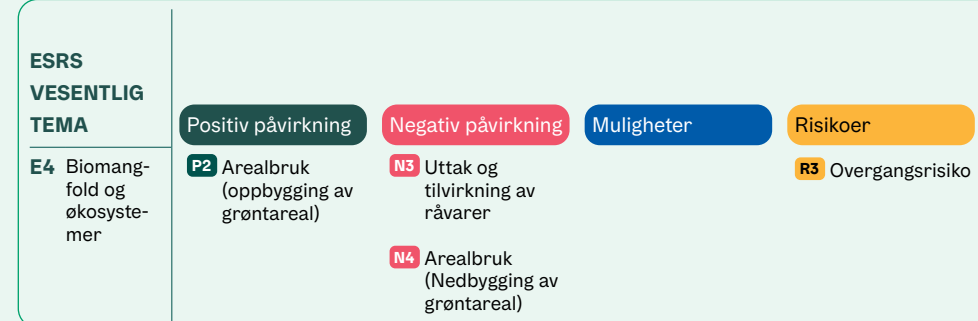 ESRS
VESENTLIG
TEMA
Positiv påvirkning
Negativ påvirkning
Muligheter
Risikoer
E4 Biomang-
fold og
økosyste-
mer
P2 Arealbruk
(oppbygging av
grøntareal)
N3 Uttak og
tilvirkning av
råvarer
N4 Arealbruk
(Nedbygging av
grøntareal)
R3 Overgangsrisiko